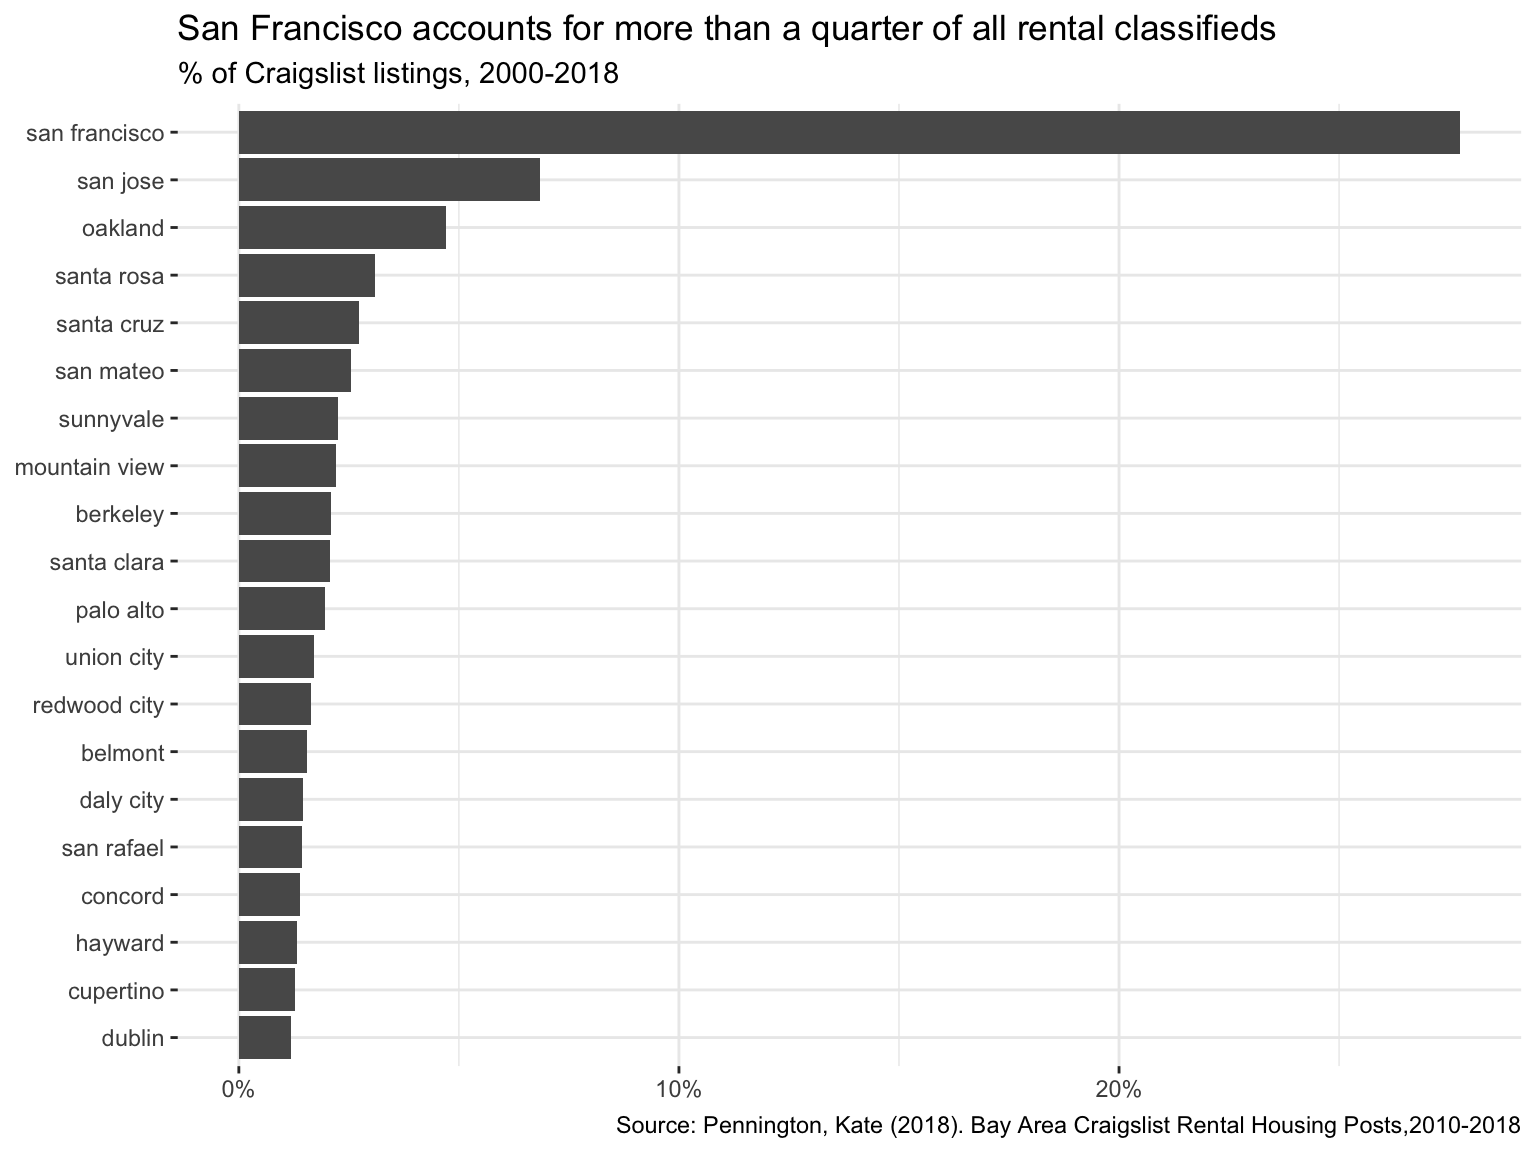 San Francisco accounts for more than a quarter of all rental classifieds
% of Craigslist listings, 2000-2018
san francisco
san jose
oakland
santa rosa
santa cruz
san mateo
sunnyvale
mountain view
berkeley
santa clara
palo alto
union city
redwood city
belmont
daly city
san rafael
concord
hayward
cupertino
dublin
0% 10% 20%
Source: Pennington, Kate (2018). Bay Area Craigslist Rental Housing Posts,2010-2018